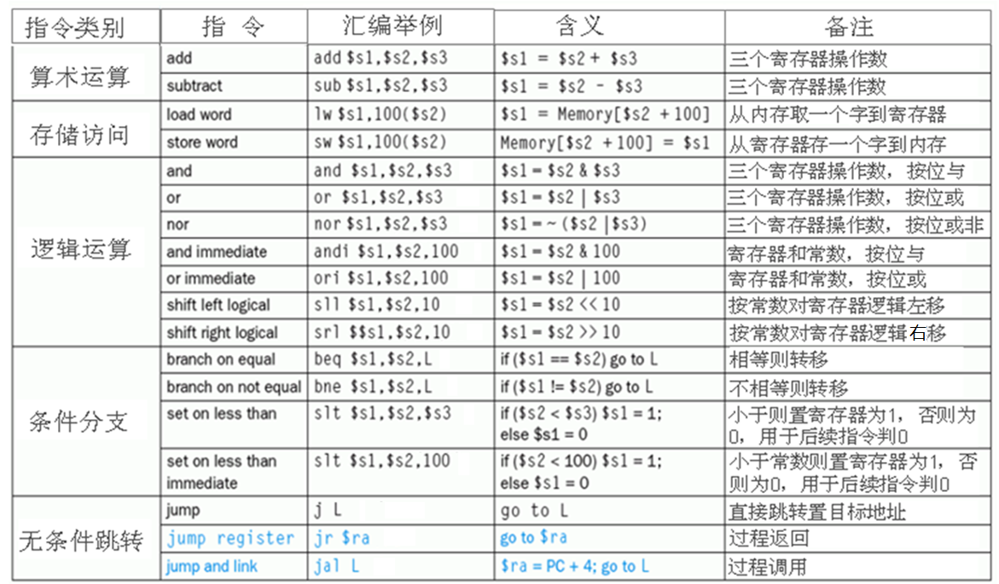 指令类别 指 令 汇编举例 含义 备注
算术运算 add add $s1,$s2,$s3 $s1 = $s2 + $s3 三个寄存器操作数
subtract sub $s1,$s2,$s3 $s1 = $s2 - $s3 三个寄存器操作数
存储访问 load word lw $s1,100($s2) $s1 = Memory[$s2 + 100] 从内存取一个字到寄存器
store word sw $s1,100($s2) Memory[$s2 + 100] = $s1 从寄存器存一个字到内存
逻辑运算 and and $s1,$s2,$s3 $s1 = $s2 & $s3 三个寄存器操作数，按位与
or or $s1,$s2,$s3 $s1 = $s2 | $s3 三个寄存器操作数，按位或
nor nor $s1,$s2,$s3 $s1 = ~ ($s2 |$s3) 三个寄存器操作数，按位或非
and immediate andi $s1,$s2,100 $s1 = $s2 & 100 寄存器和常数，按位与
or immediate ori $s1,$s2,100 $s1 = $s2 | 100 寄存器和常数，按位或
shift left logical sll $s1,$s2,10 $s1 = $s2 << 10 按常数对寄存器逻辑左移
shift right logical srl $$s1,$s2,10 $s1 = $s2 >> 10 按常数对寄存器逻辑右移
条件分支 branch on equal beq $s1,$s2,L if ($s1 == $s2) go to L 相等则转移
branch on not equal bne $s1,$s2,L if ($s1 != $s2) go to L 不相等则转移
set on less than slt $s1,$s2,$s3 if ($s2 < $s3) $s1 = 1; 小于则置寄存器为1，否则为
else $s1 = 0 0，用于后续指令判0
set on less than slt $s1,$s2,100 if ($s2 < 100) $s1 = 1; 小于常数则置寄存器为1，否
immediate else $s1 = 0 则为0，用于后续指令判0
无条件跳转 jump j L go to L 直接跳转置目标地址
jump register jr $ra go to $ra 过程返回
jump and link jal L $ra = PC + 4; go to L 过程调用